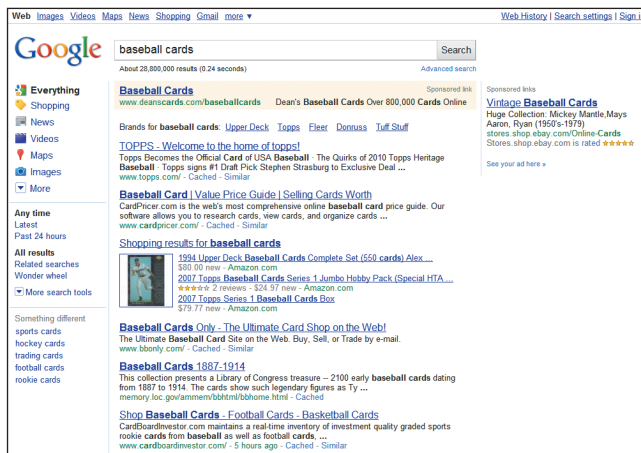 Web Images Videos Maps News Shopping Gmail more ▼
Web History | Search settings | Sign i
Google
baseball cards
Search
About 28,800,000 results (0.24 seconds)
Advanced search
Everything
Shopping
News
Videos
Maps
Images
More
Any time
Latest
Past 24 hours
All results
Related searches
Wonder wheel
More search tools
Something different
sports cards
hockey cards
trading cards
football cards
rookie cards
Baseball Cards
Sponsored link
www.deanscards.com/baseballcards Dean's Baseball Cards Over 800,000 Cards Online
Brands for baseball cards: Upper Deck Topps Fleer Donruss Tuff Stuff
TOPPS - Welcome to the home of topps!
Topps Becomes the Official Card of USA Baseball · The Quirks of 2010 Topps Heritage
Baseball · Topps signs #1 Draft Pick Stephen Strasburg to Exclusive Deal ...
www.topps.com/ - Cached - Similar
Baseball Card | Value Price Guide | Selling Cards Worth
CardPricer.com is the web's most comprehensive online baseball card price guide. Our
software allows you to research cards, view cards, and organize cards ...
www.cardpricer.com/ - Cached - Similar
Shopping results for baseball cards
1994 Upper Deck Baseball Cards Complete Set (550 cards) Alex ...
$80.00 new - Amazon.com
2007 Topps Baseball Cards Series 1 Jumbo Hobby Pack (Special HTA ...
2 reviews - $24.97 new - Amazon.com
2007 Topps Series 1 Baseball Cards Box
$79.77 new - Amazon.com
Baseball Cards Only - The Ultimate Card Shop on the Web!
The Ultimate Baseball Card Site on the Web. Buy, Sell, or Trade by e-mail.
www.bbonly.com/ - Cached - Similar
Baseball Cards 1887-1914
This collection presents a Library of Congress treasure -- 2100 early baseball cards dating
from 1887 to 1914. The cards show such legendary figures as Ty ...
memory.loc.gov/ammem/bbhtml/bbhome.html - Cached
Shop Baseball Cards - Football Cards - Basketball Cards
CardBoardInvestor.com maintains a real-time inventory of investment quality graded sports
rookie cards from baseball as well as football cards, ...
www.cardboardinvestor.com/ - 5 hours ago - Cached - Similar
Sponsored links
Vintage Baseball Cards
Huge Collection: Mickey Mantle,Mays
Aaron, Ryan (1950's-1979)
stores.shop.ebay.com/Online-Cards
Stores.shop.ebay.com is rated
See your ad here »